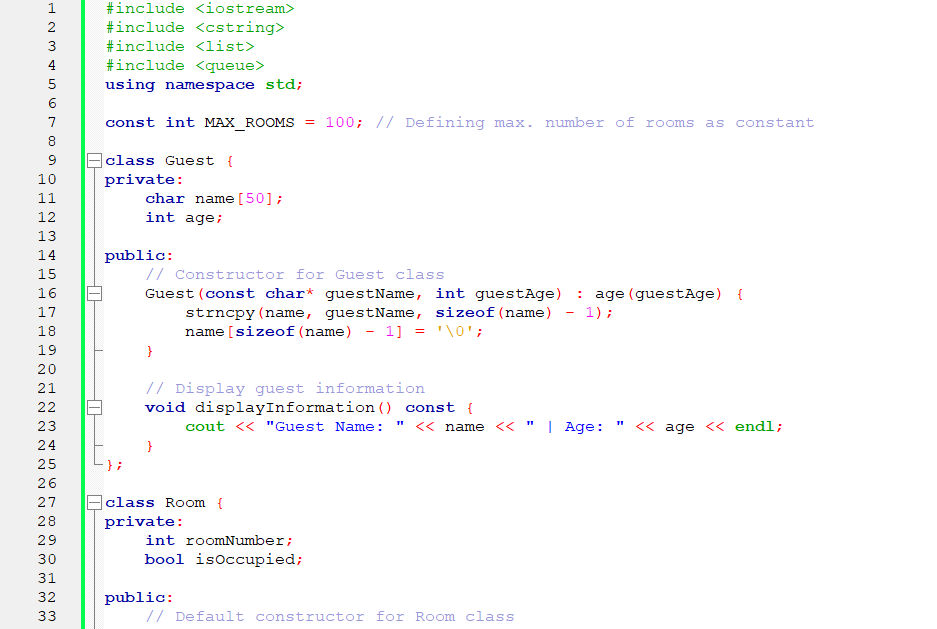 1 #include <iostream>
2 #include <cstring>
3 #include <list>
4 #include <queue>
5 using namespace std;
6
7 const int MAX_ROOMS = 100; // Defining max. number of rooms as constant
8
9 class Guest {
10 private:
11     char name[50];
12     int age;
13
14 public:
15     // Constructor for Guest class
16     Guest(const char* guestName, int guestAge) : age(guestAge) {
17         strncpy(name, guestName, sizeof(name) - 1);
18         name[sizeof(name) - 1] = '\0';
19     }
20
21     // Display guest information
22     void displayInformation() const {
23         cout << "Guest Name: " << name << " | Age: " << age << endl;
24     }
25 };
26
27 class Room {
28 private:
29     int roomNumber;
30     bool isOccupied;
31
32 public:
33     // Default constructor for Room class